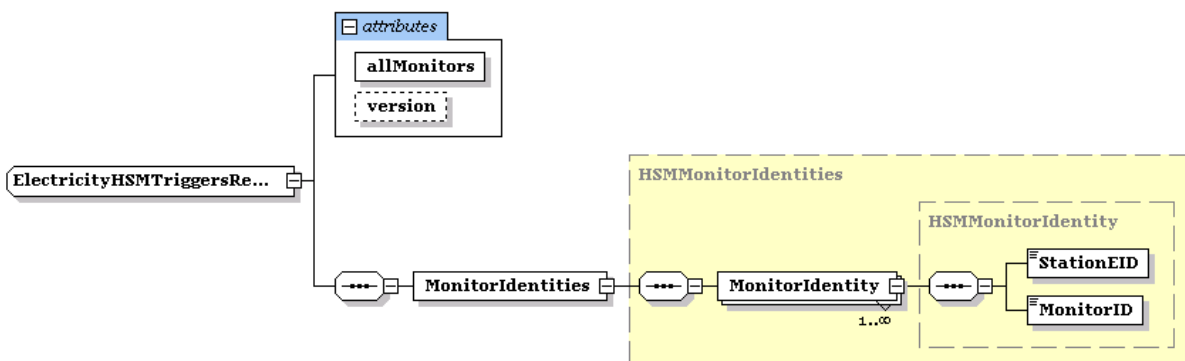 attributes
allMonitors
version
ElectricityHSMTriggersRe...
HSMMonitorIdentities
HSMMonitorIdentity
StationEID
MonitorIdentities
MonitorIdentity
1..∞
MonitorID